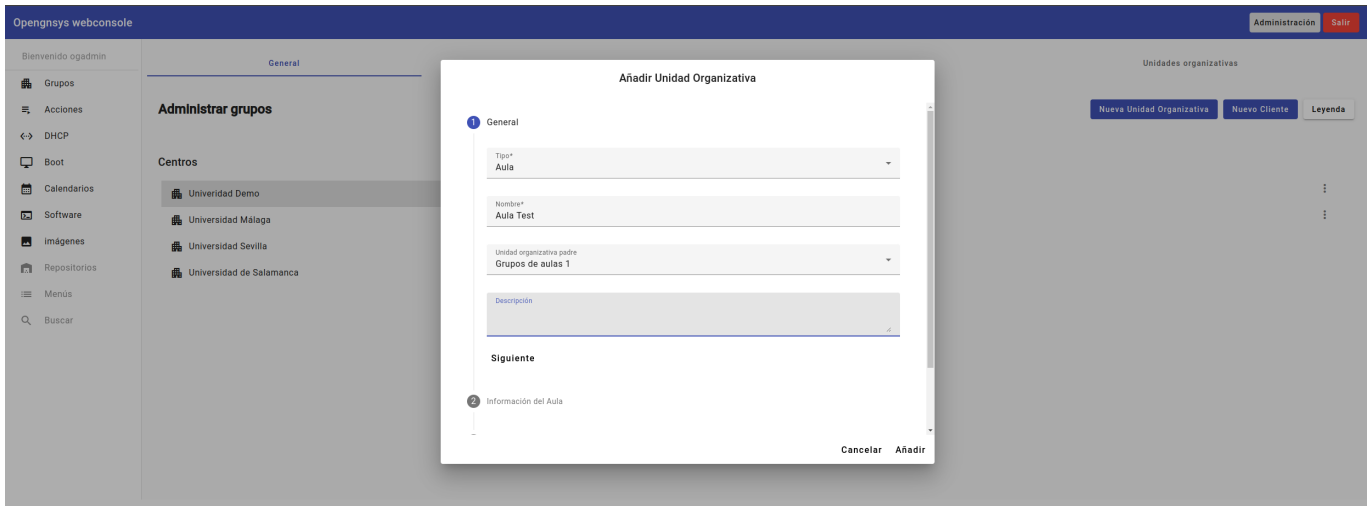 Opengnsys webconsole
Administración
Salir
Bienvenido ogadmin
Grupos
Acciones
DHCP
Boot
Calendarios
Software
imágenes
Repositorios
Menús
Buscar
General
Unidades organizativas
Administrar grupos
Nueva Unidad Organizativa
Nuevo Cliente
Leyenda
Centros
Univeridad Demo
Universidad Málaga
Universidad Sevilla
Universidad de Salamanca
Añadir Unidad Organizativa
1 General
Tipo*
Aula
Nombre*
Aula Test
Unidad organizativa padre
Grupos de aulas 1
Descripción
Siguiente
2 Información del Aula
Cancelar
Añadir